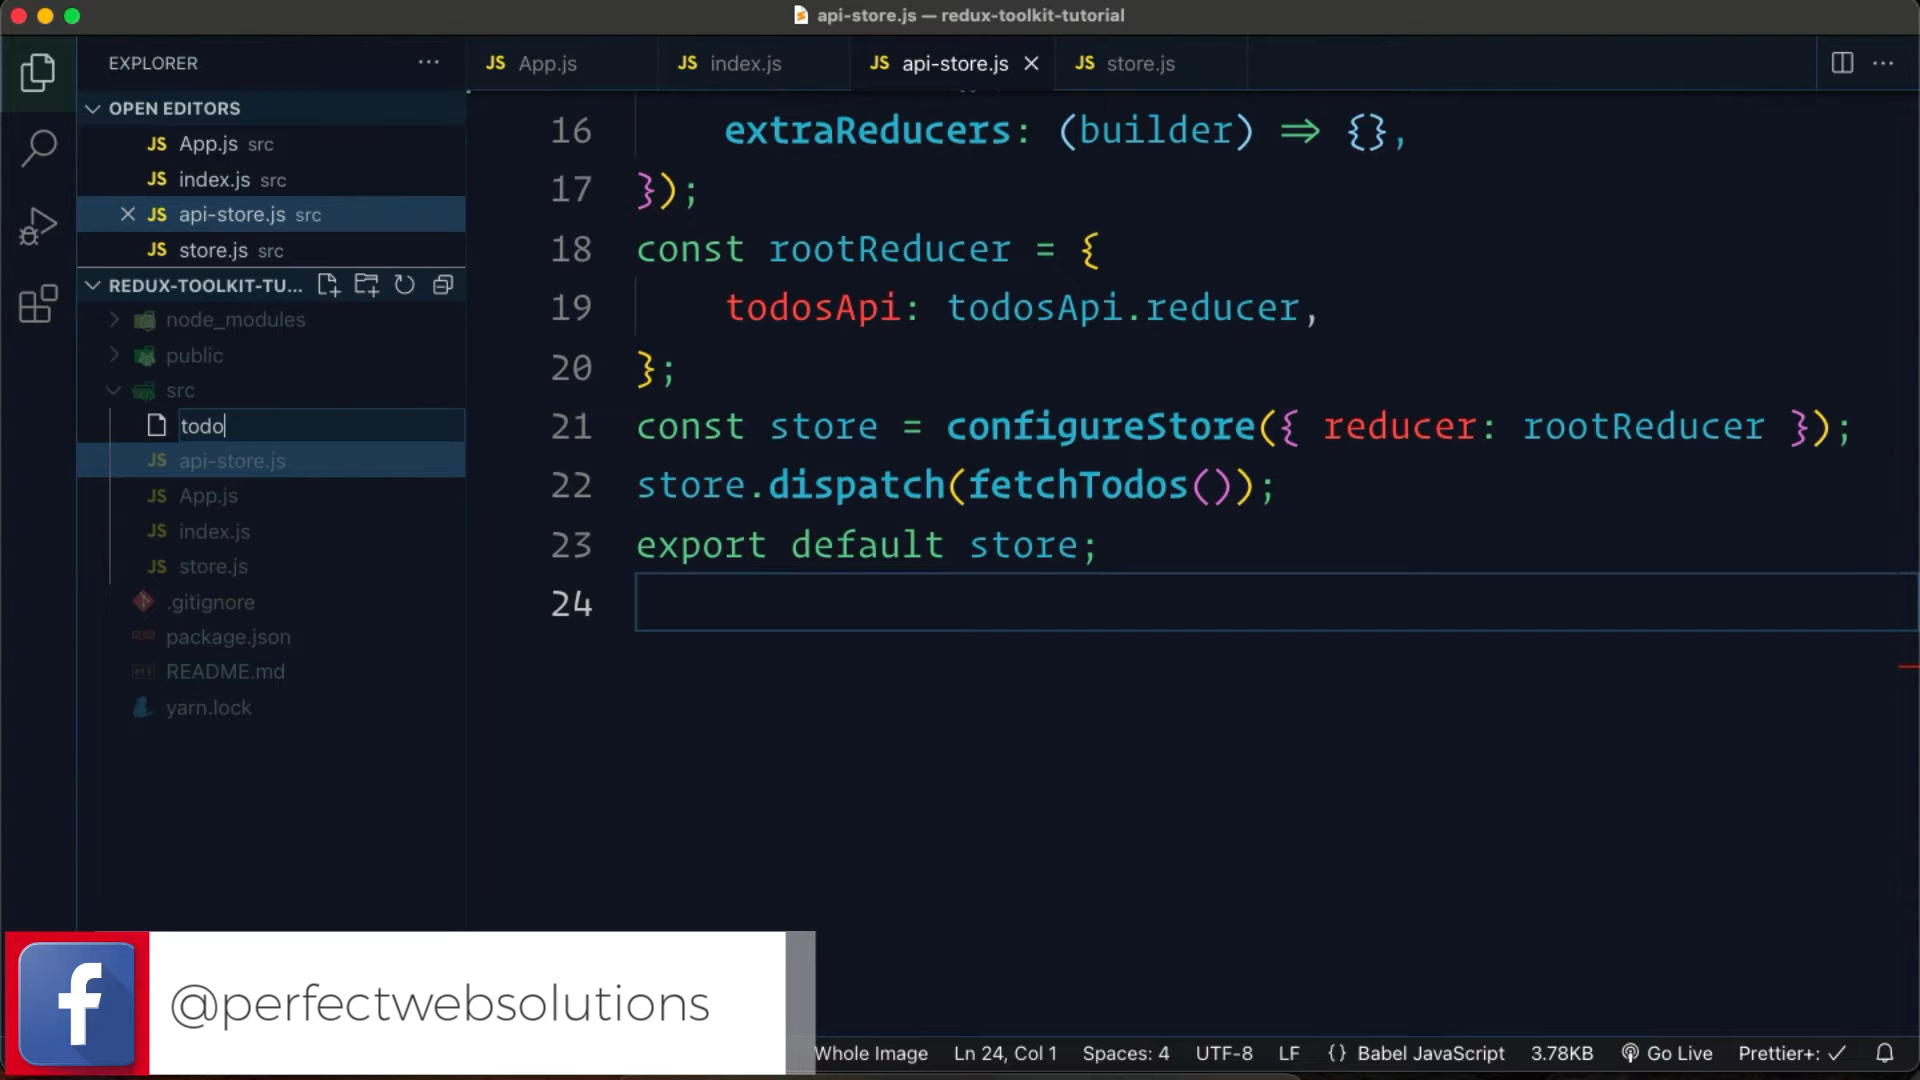 api-store.js — redux-toolkit-tutorial
EXPLORER
JS App.js
JS index.js
JS api-store.js
JS store.js
OPEN EDITORS
JS App.js src
JS index.js src
JS api-store.js src
JS store.js src
REDUX-TOOLKIT-TU...
node_modules
public
src
todo
JS api-store.js
JS App.js
JS index.js
JS store.js
.gitignore
package.json
README.md
yarn.lock
16 extraReducers: (builder) => {},
17 });
18 const rootReducer = {
19 todosApi: todosApi.reducer,
20 };
21 const store = configureStore({ reducer: rootReducer });
22 store.dispatch(fetchTodos());
23 export default store;
24
f
@perfectwebsolutions
Whole Image Ln 24, Col 1 Spaces: 4 UTF-8 LF {} Babel JavaScript 3.78KB Go Live Prettier+: ✓